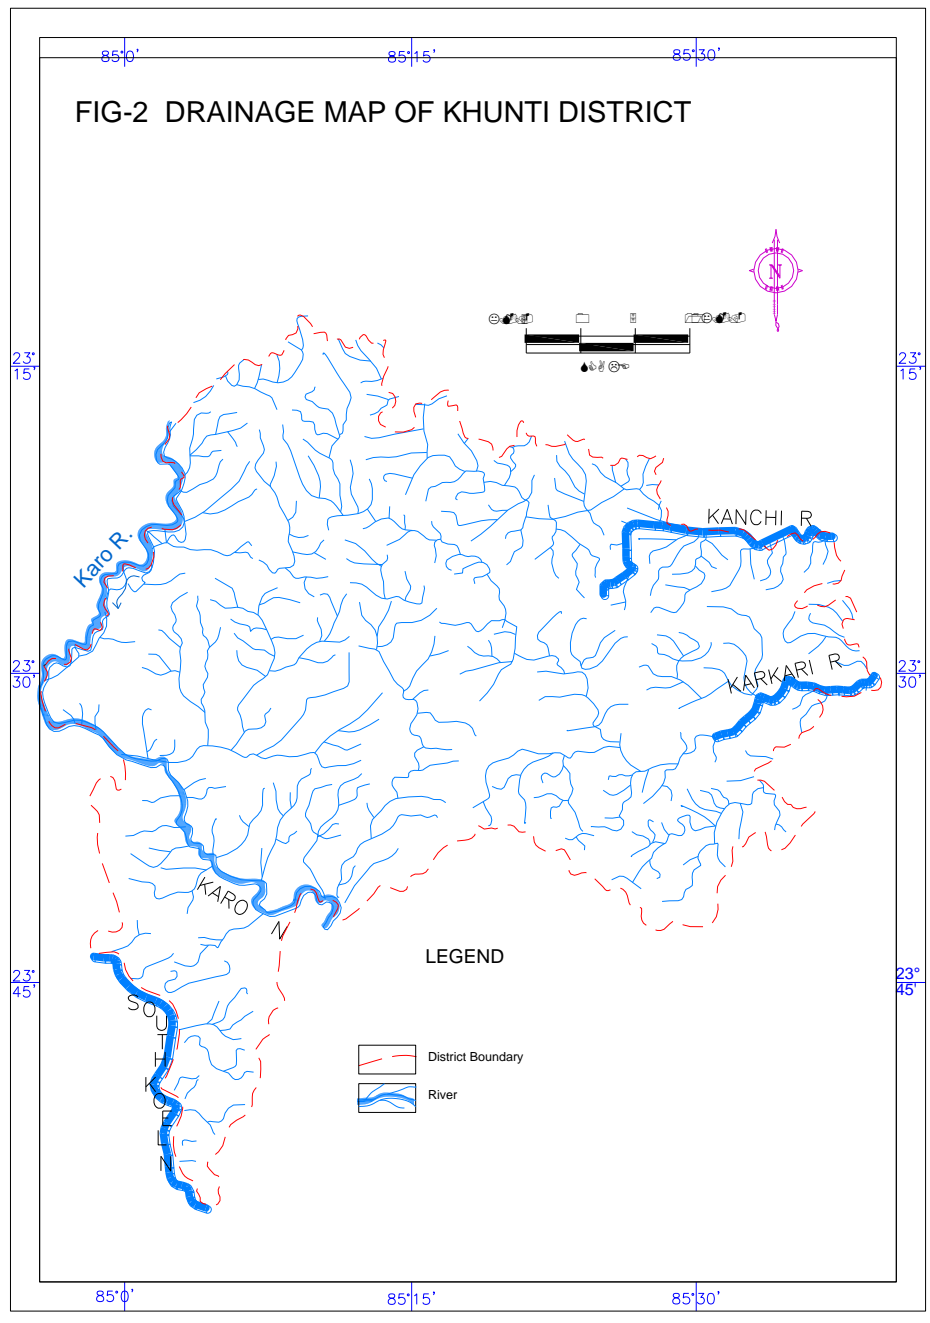 85°0'
85°15'
85°30'
FIG-2 DRAINAGE MAP OF KHUNTI DISTRICT
N
23°
15'
23°
15'
KANCHI R
Karo R.
23°
30'
23°
30'
KARKARI R
KARO N
LEGEND
23°
45'
23°
45'
SOUTH KOEL N
District Boundary
River
85°0'
85°15'
85°30'